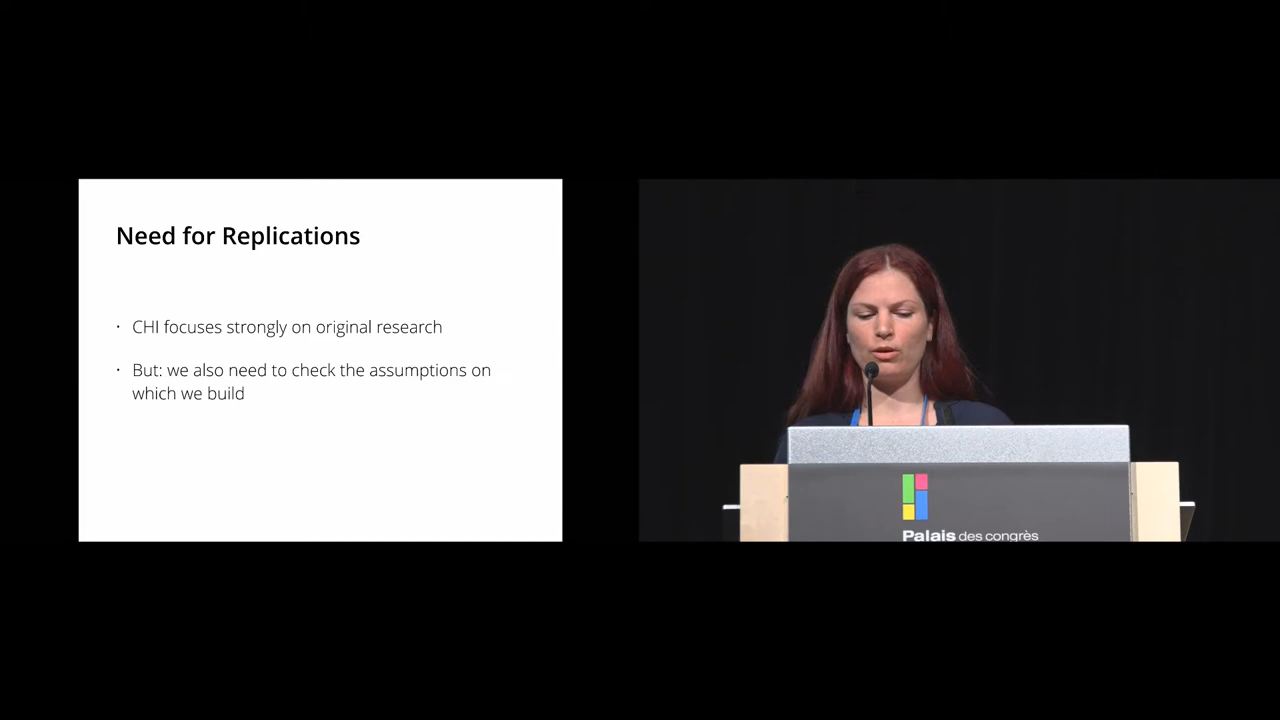 Need for Replications
· CHI focuses strongly on original research
· But: we also need to check the assumptions on
which we build
Palais des congrès